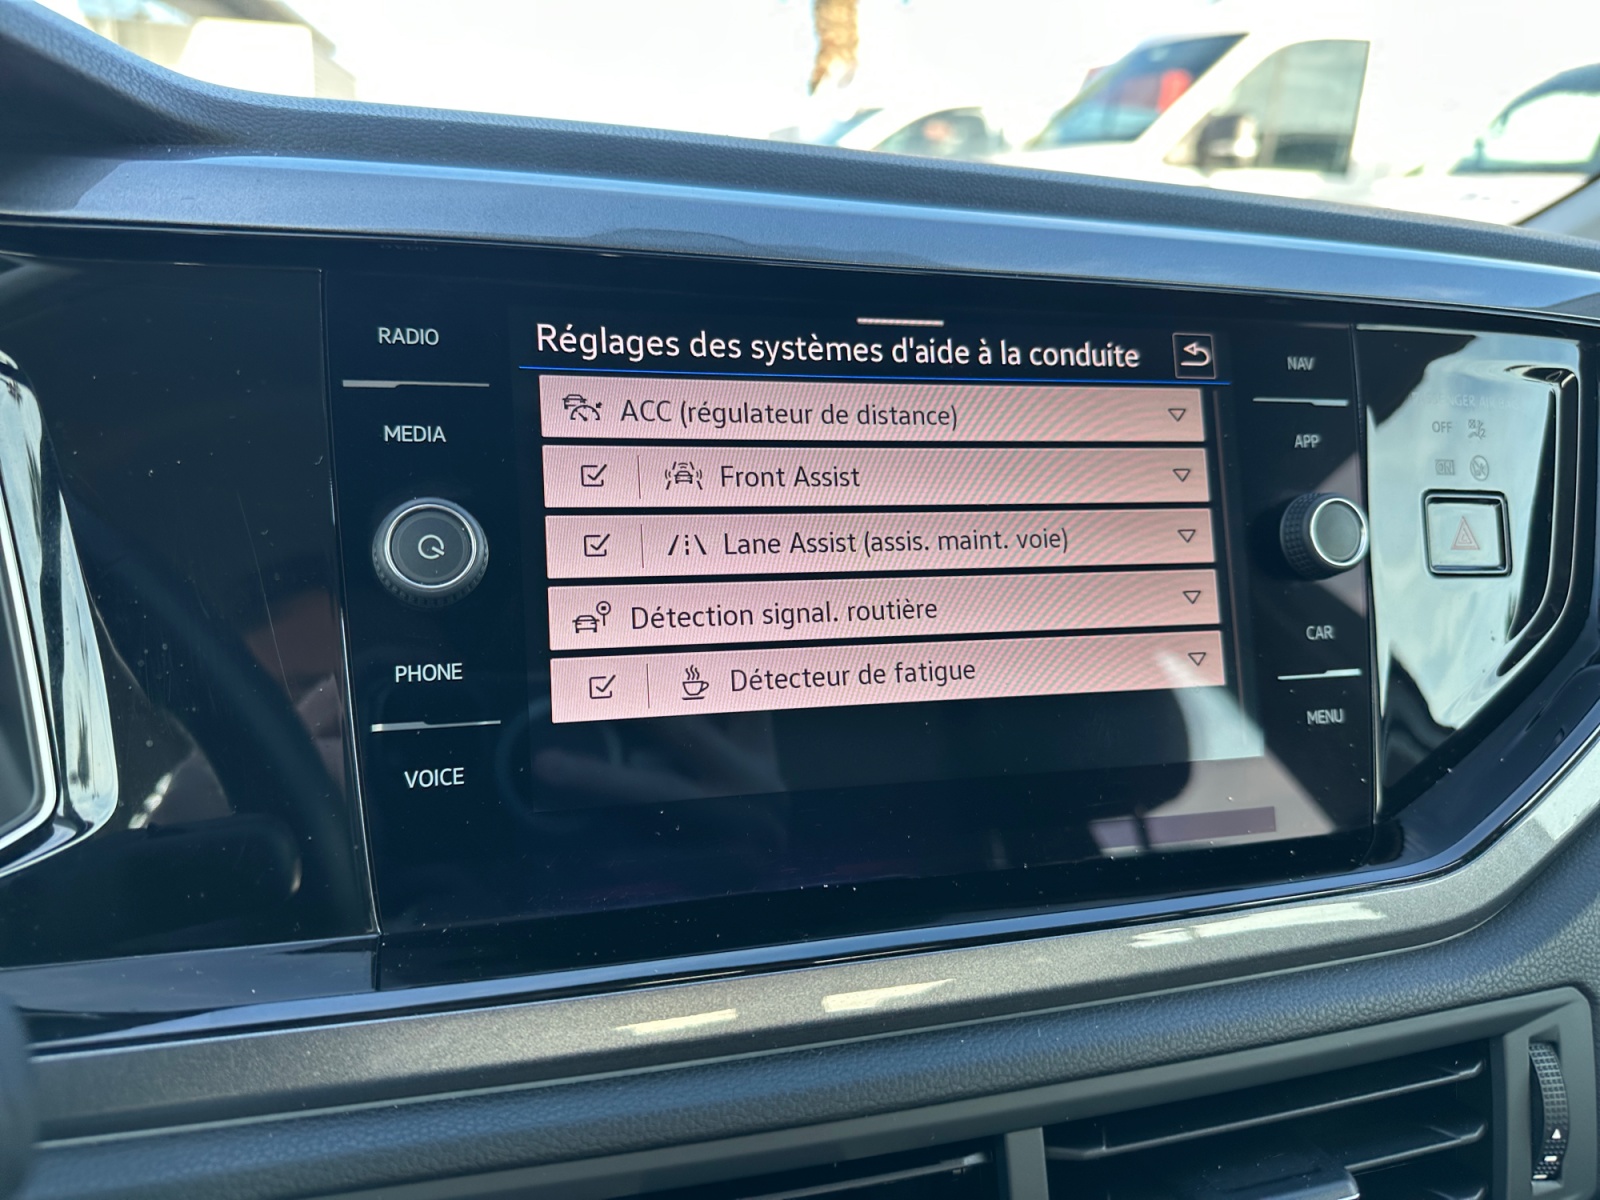 RADIO
MEDIA
PHONE
VOICE
Réglages des systèmes d'aide à la conduite
ACC (régulateur de distance)
Front Assist
Lane Assist (assis. maint. voie)
Détection signal. routière
Détecteur de fatigue
NAV
APP
CAR
MENU
OFF
ON